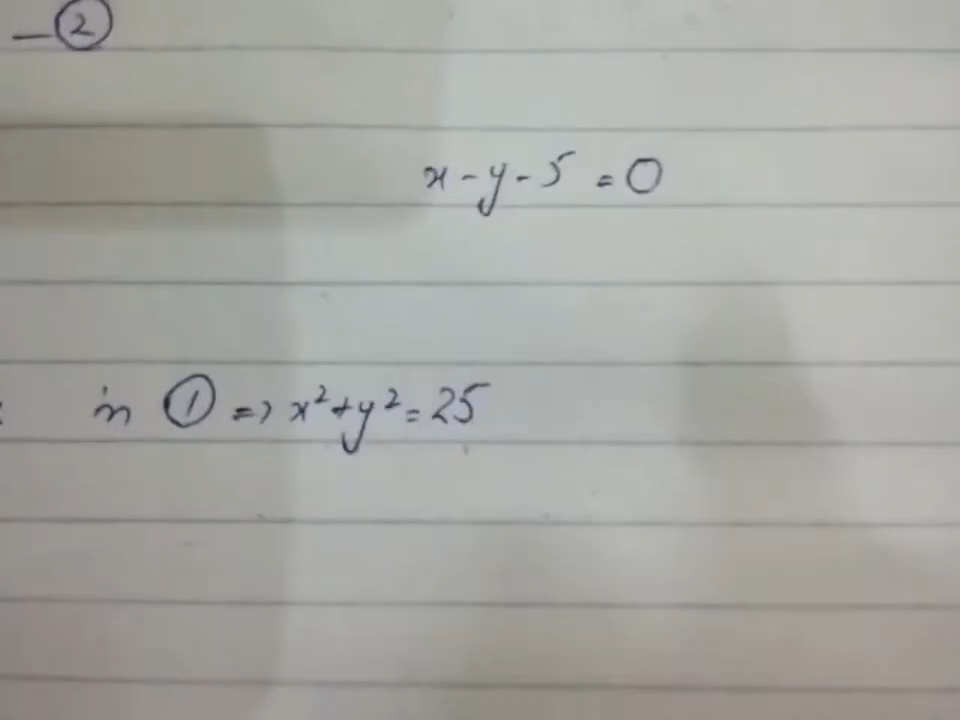 — ②
x - y - 5 = 0
: in ① => x² + y² = 25